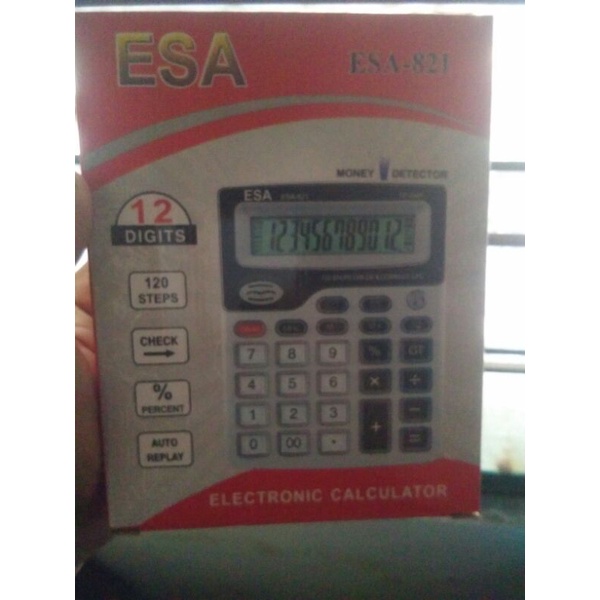 ESA
ESA-821
MONEY DETECTOR
ESA
12
DIGITS
123456789012
120
STEPS
CHECK
%
PERCENT
AUTO
REPLAY
7 8 9 % GT
4 5 6 × ÷
1 2 3 + −
0 00 · =
ELECTRONIC CALCULATOR